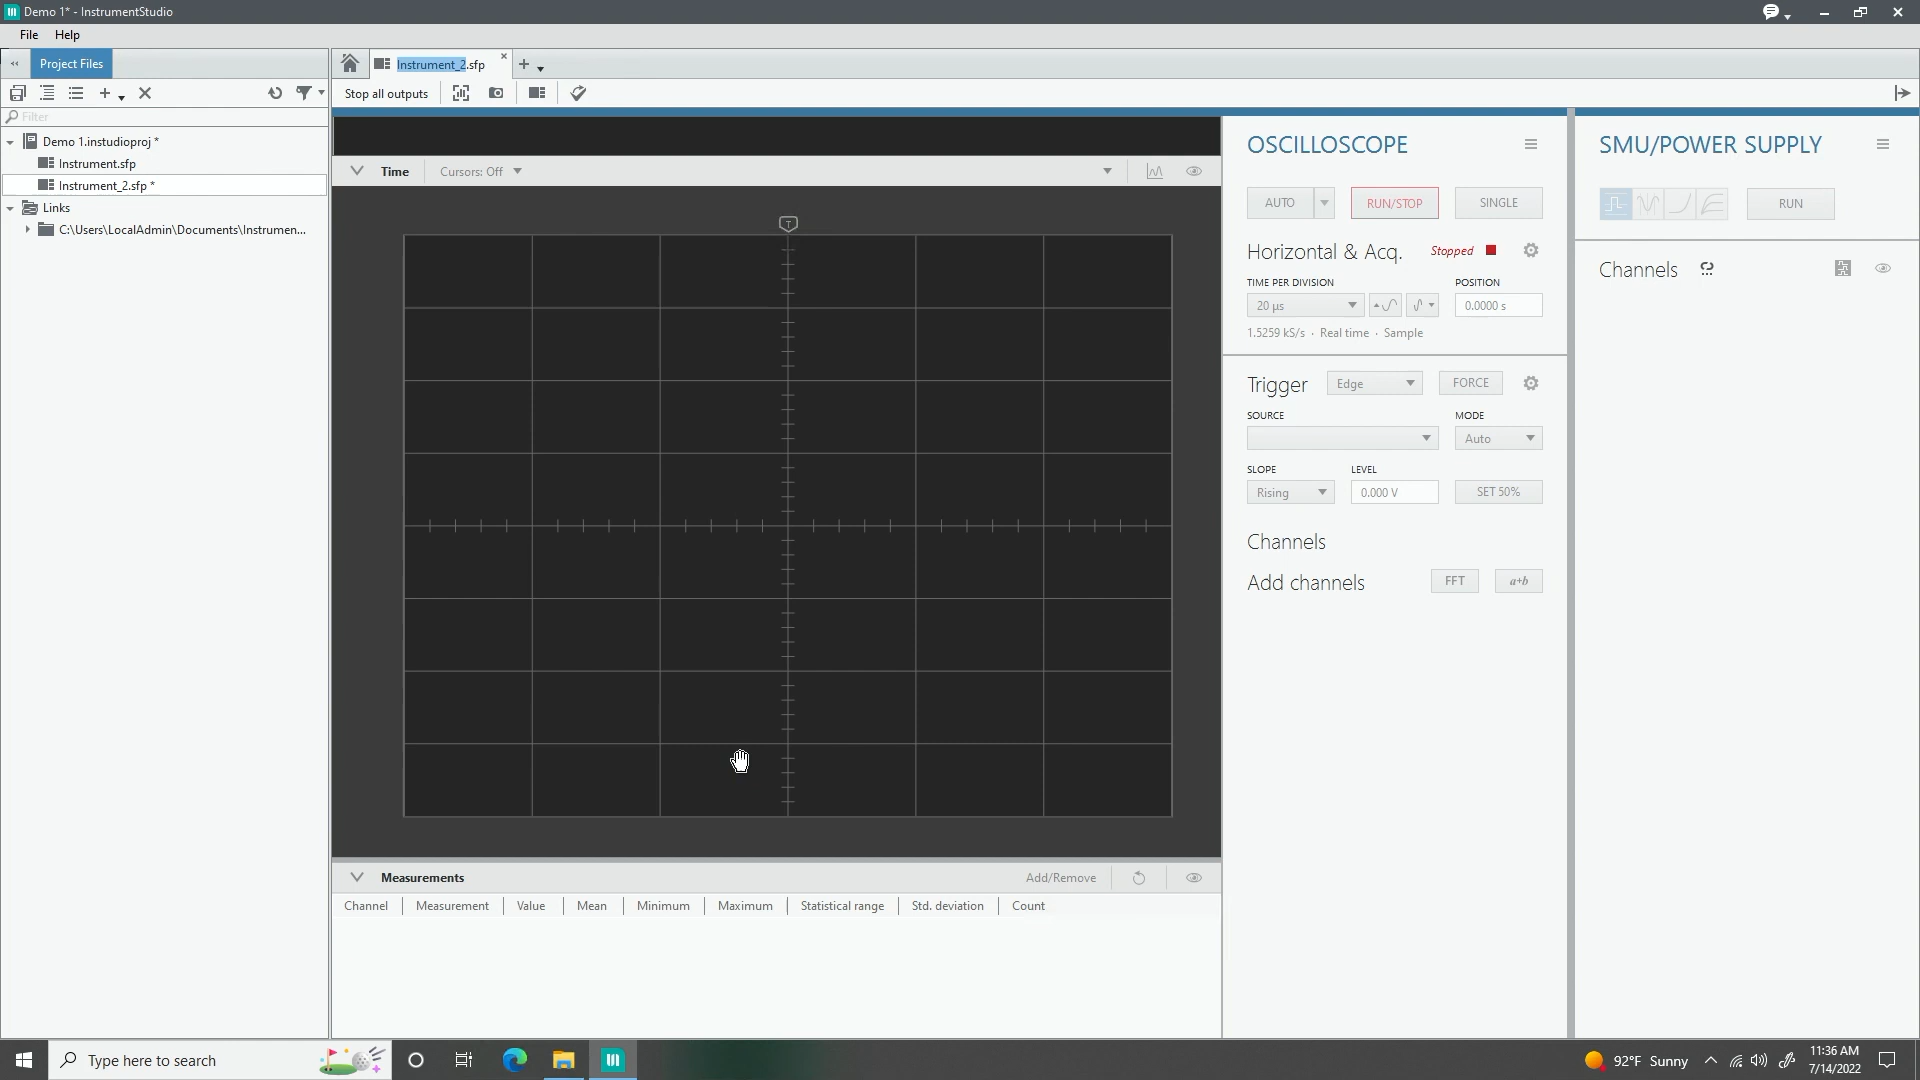 Demo 1* - InstrumentStudio
File Help
Project Files
Instrument_2.sfp
Stop all outputs
Filter
Demo 1.instudioproj *
Instrument.sfp
Instrument_2.sfp *
Links
C:\Users\LocalAdmin\Documents\Instrumen...
Time Cursors: Off
T
OSCILLOSCOPE
AUTO RUN/STOP SINGLE
Horizontal & Acq. Stopped
TIME PER DIVISION POSITION
20 µs 0.0000 s
1.5259 kS/s · Real time · Sample
Trigger Edge FORCE
SOURCE MODE
Auto
SLOPE LEVEL
Rising 0.000 V SET 50%
Channels
Add channels FFT a+b
SMU/POWER SUPPLY
RUN
Channels
Measurements Add/Remove
Channel Measurement Value Mean Minimum Maximum Statistical range Std. deviation Count
Type here to search
92°F Sunny
11:36 AM
7/14/2022